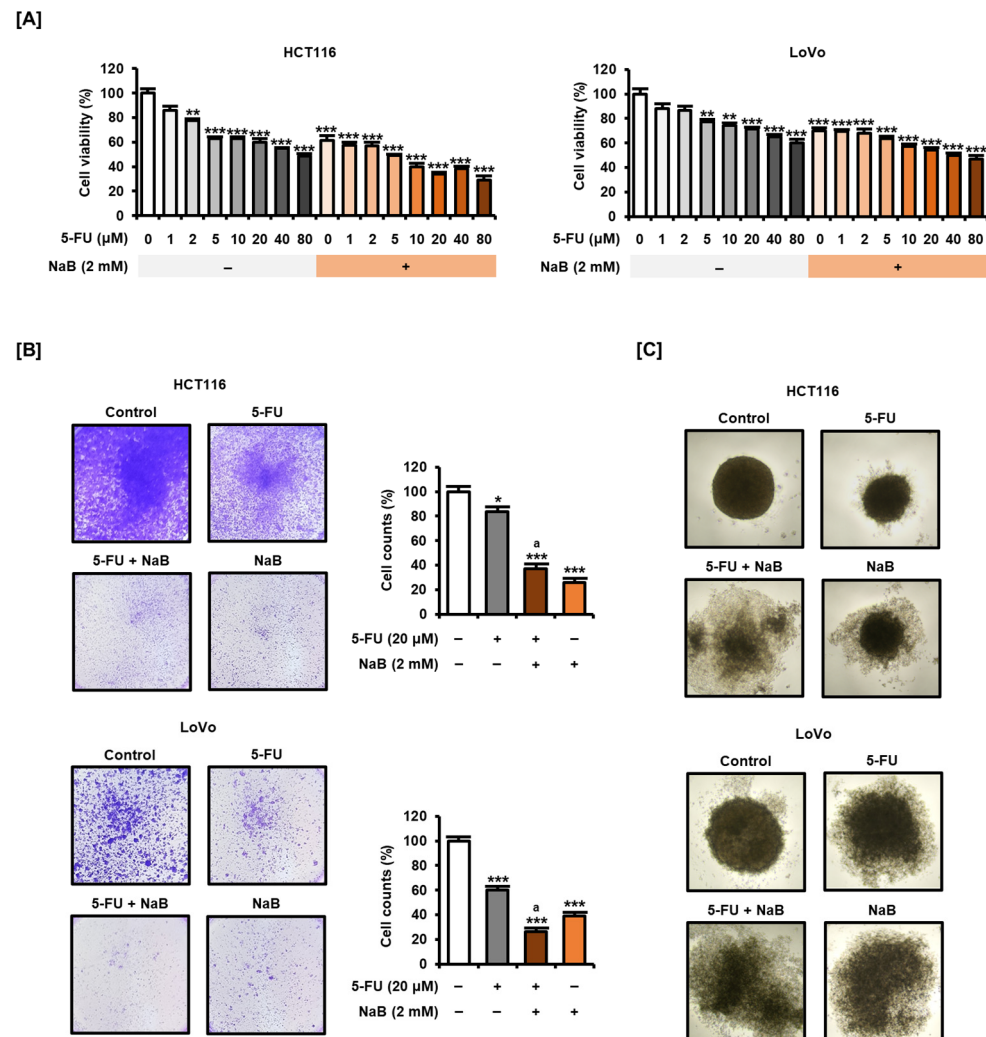 [A]
HCT116
Cell viability (%)
120
100
80
60
40
20
0
** *** *** *** *** *** *** *** *** *** *** *** *** ***
5-FU (µM) 0 1 2 5 10 20 40 80 0 1 2 5 10 20 40 80
NaB (2 mM) – +
LoVo
Cell viability (%)
120
100
80
60
40
20
0
** ** *** *** *** *** *** *** *** *** *** *** ***
5-FU (µM) 0 1 2 5 10 20 40 80 0 1 2 5 10 20 40 80
NaB (2 mM) – +
[B]
HCT116
Control 5-FU
5-FU + NaB NaB
Cell counts (%)
120
100
80
60
40
20
0
*
a
*** ***
5-FU (20 µM) – + + –
NaB (2 mM) – – + +
LoVo
Control 5-FU
5-FU + NaB NaB
Cell counts (%)
120
100
80
60
40
20
0
***
a
*** ***
5-FU (20 µM) – + + –
NaB (2 mM) – – + +
[C]
HCT116
Control 5-FU
5-FU + NaB NaB
LoVo
Control 5-FU
5-FU + NaB NaB